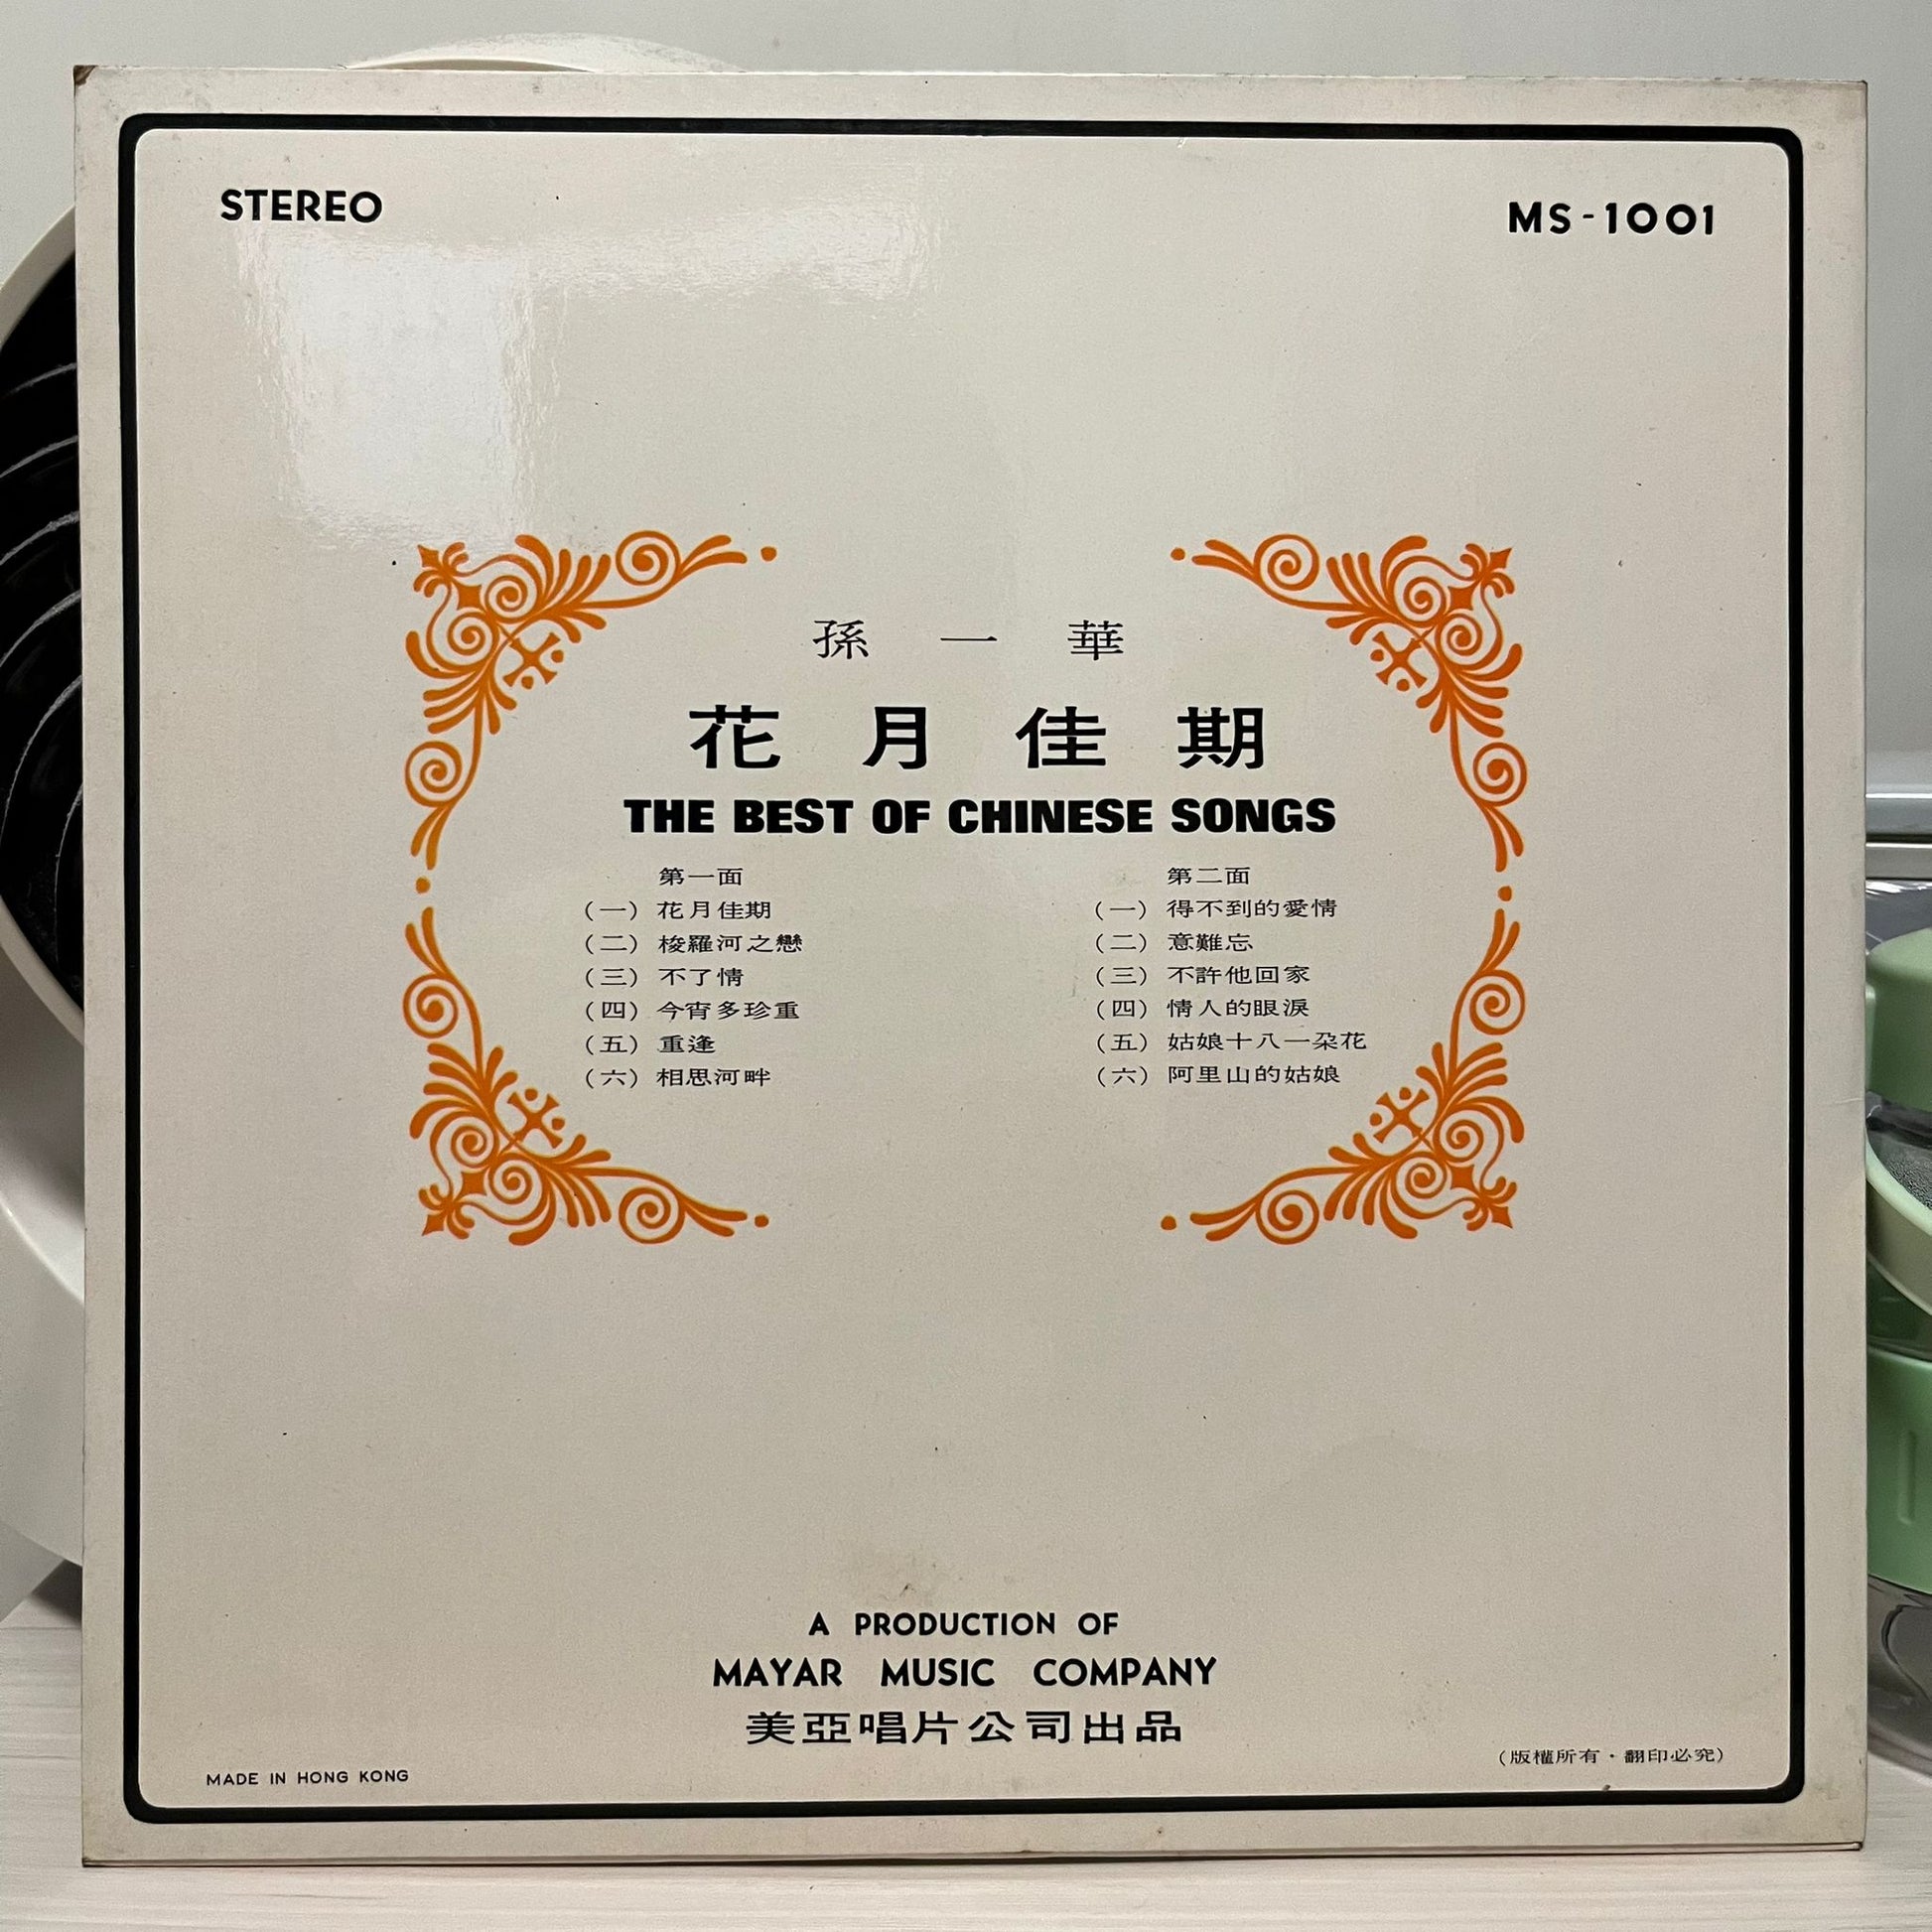 STEREO
MS-1001
孫一華
花月佳期
THE BEST OF CHINESE SONGS
第一面
(一) 花月佳期
(二) 梭羅河之戀
(三) 不了情
(四) 今宵多珍重
(五) 重逢
(六) 相思河畔
第二面
(一) 得不到的愛情
(二) 意難忘
(三) 不許他回家
(四) 情人的眼淚
(五) 姑娘十八一朶花
(六) 阿里山的姑娘
A PRODUCTION OF
MAYAR MUSIC COMPANY
美亞唱片公司出品
MADE IN HONG KONG
(版權所有·翻印必究)